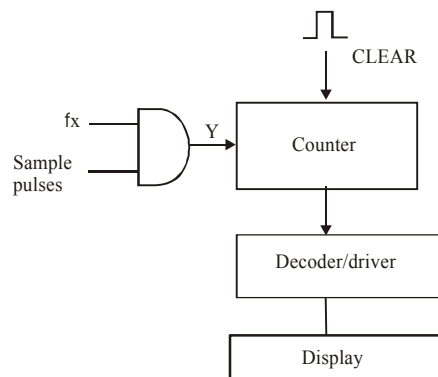 CLEAR
fx
Y
Counter
Sample
pulses
Decoder/driver
Display